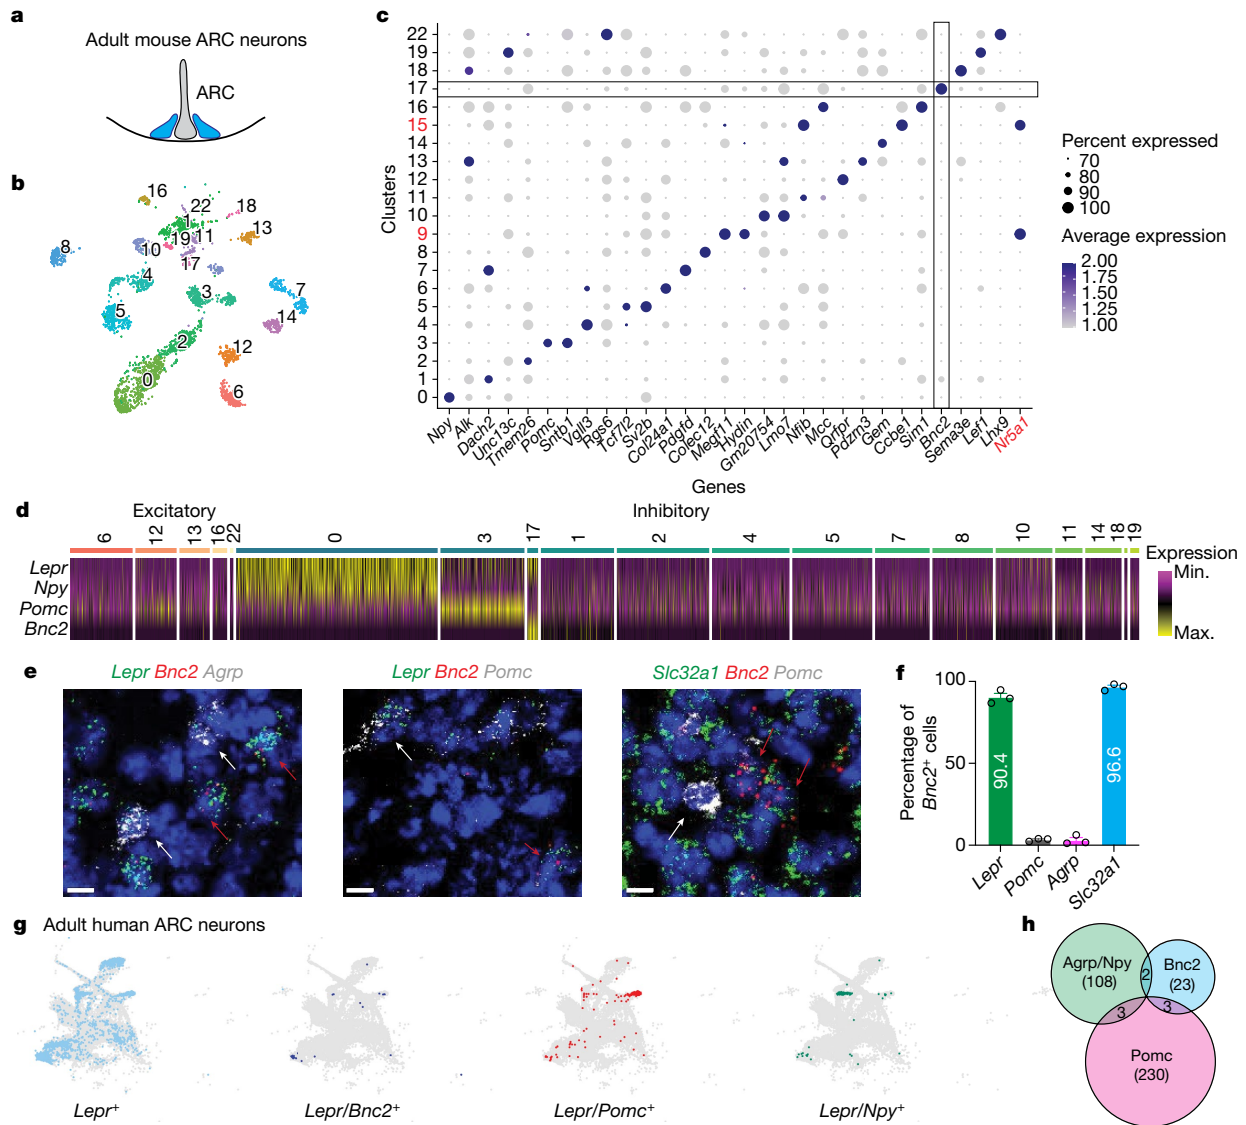 a
Adult mouse ARC neurons
ARC
b
16
22
18
1
8
10
19
11
13
17
4
3
7
5
14
2
12
0
6
c
Clusters
22
19
18
17
16
15
14
13
12
11
10
9
8
7
6
5
4
3
2
1
0
Npy
Alk
Dach2
Unc13c
Tmem26
Pomc
Sntb1
Vgll3
Rgs6
Tcf7l2
Sv2b
Col24a1
Pdgfd
Colec12
Megf11
Hydin
Gm20754
Lmo7
Nfib
Mcc
Qrfpr
Pdzrn3
Gem
Ccbe1
Sim1
Bnc2
Sema3e
Lef1
Lhx9
Nr5a1
Genes
Percent expressed
70
80
90
100
Average expression
2.00
1.75
1.50
1.25
1.00
d
Excitatory
Inhibitory
6 12 13 16 22 0 3 17 1 2 4 5 7 8 10 11 14 18 19
Lepr
Npy
Pomc
Bnc2
Expression
Min.
Max.
e
Lepr Bnc2 Agrp
Lepr Bnc2 Pomc
Slc32a1 Bnc2 Pomc
f
Percentage of
Bnc2+ cells
100
50
0
90.4
96.6
Lepr
Pomc
Agrp
Slc32a1
g Adult human ARC neurons
Lepr+
Lepr/Bnc2+
Lepr/Pomc+
Lepr/Npy+
h
Agrp/Npy
(108)
2
Bnc2
(23)
3
3
Pomc
(230)